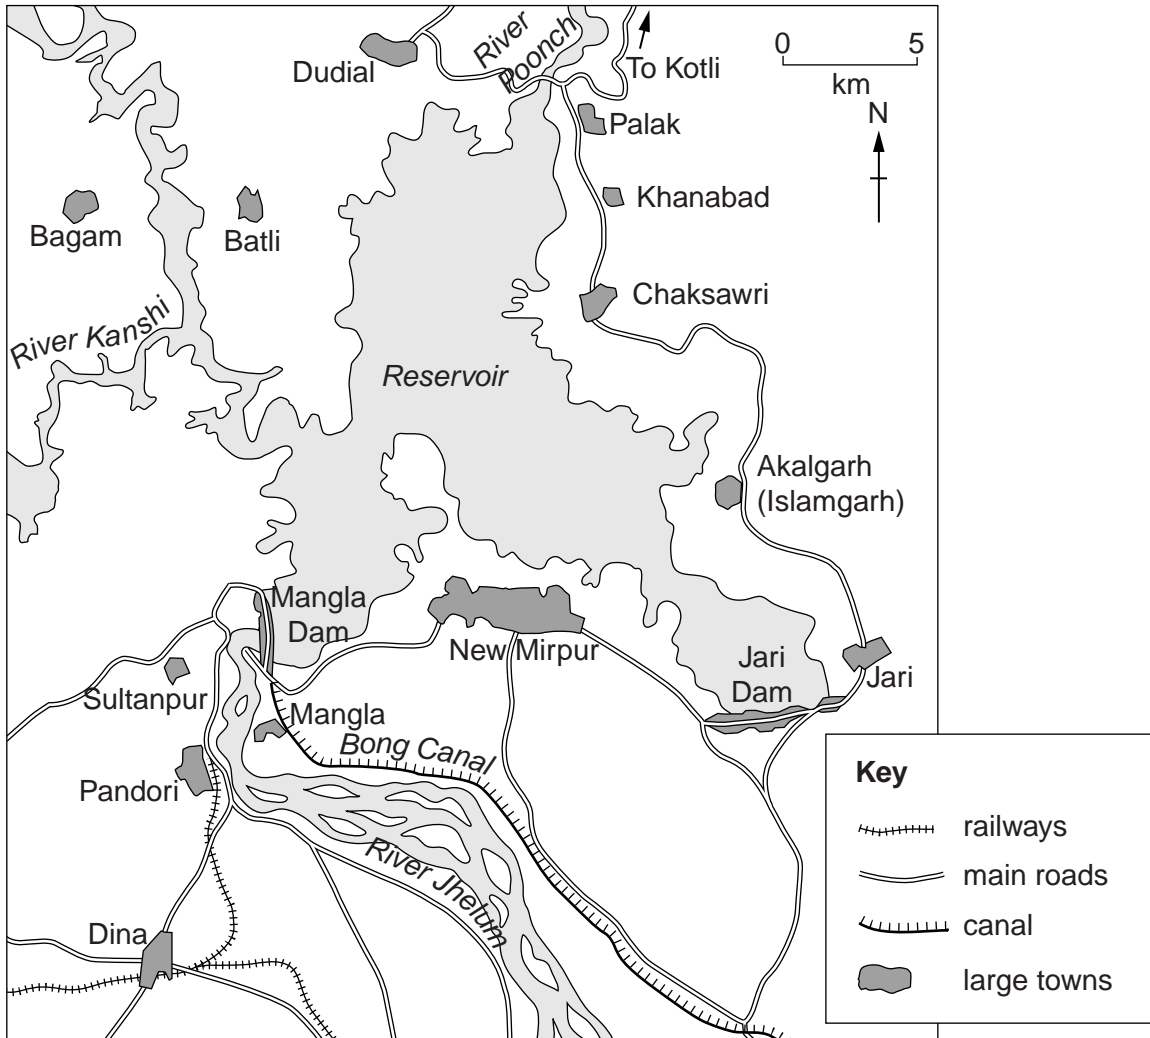 River
Poonch
0 5
km
N
To Kotli
Dudial
Palak
Khanabad
Bagam
Batli
Chaksawri
River Kanshi
Reservoir
Akalgarh
(Islamgarh)
Mangla
Dam
New Mirpur
Jari
Dam
Jari
Sultanpur
Mangla
Bong Canal
Pandori
River Jhelum
Dina
Key
railways
main roads
canal
large towns